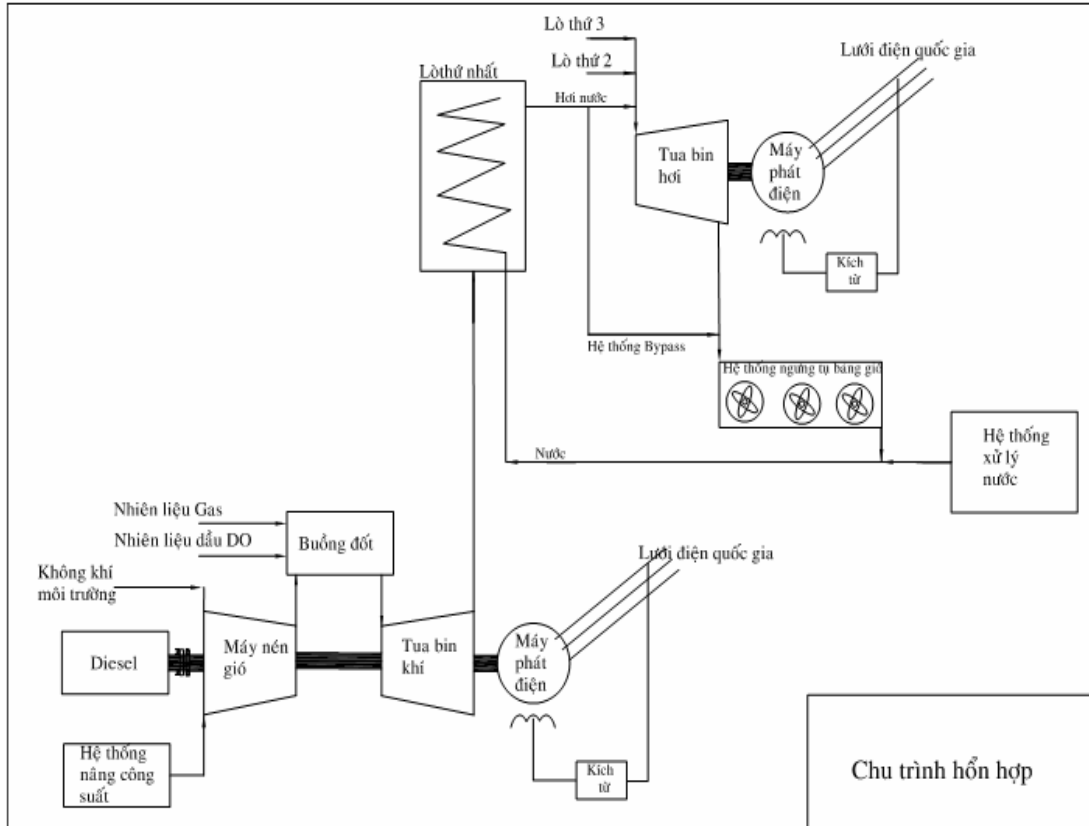 Lò thứ 3
Lò thứ 2
Lưới điện quốc gia
Lòthứ nhất
Hơi nước
Tua bin
hơi
Máy
phát
điện
Kích
từ
Hệ thống Bypass
Hệ thống ngưng tụ bằng gió
Hệ thống
xử lý
nước
Nước
Nhiên liệu Gas
Nhiên liệu dầu DO
Buồng đốt
Lưới điện quốc gia
Không khí
môi trường
Diesel
Máy nén
gió
Tua bin
khí
Máy
phát
điện
Hệ thống
nâng công
suất
Kích
từ
Chu trình hổn hợp